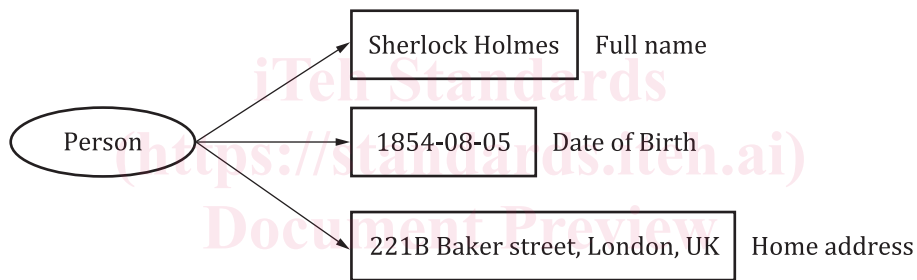 Sherlock Holmes Full name
iTeh Standards
Person 1854-08-05 Date of Birth
(https://standards.iteh.ai)
Document Preview
221B Baker street, London, UK Home address